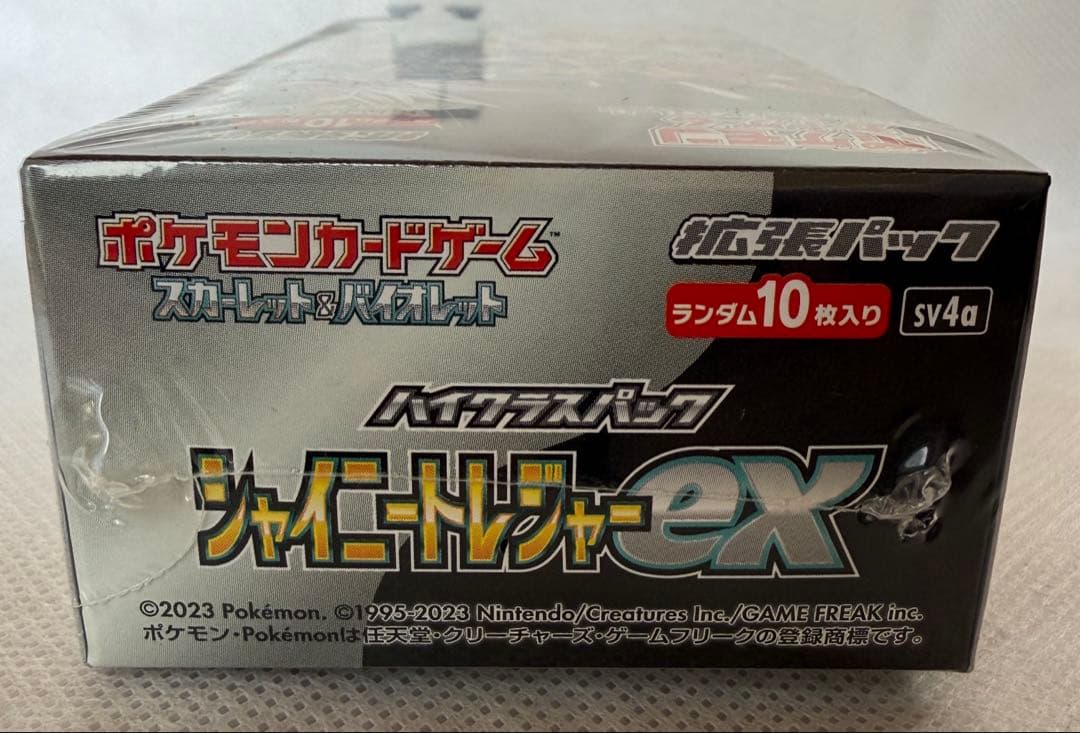 ポケモンカードゲーム™
スカーレット&バイオレット
拡張パック
ランダム10枚入り
SV4a
ハイクラスパック
シャイニートレジャーex
©2023 Pokémon. ©1995-2023 Nintendo/Creatures Inc./GAME FREAK inc.
ポケモン・Pokémonは任天堂・クリーチャーズ・ゲームフリークの登録商標です。